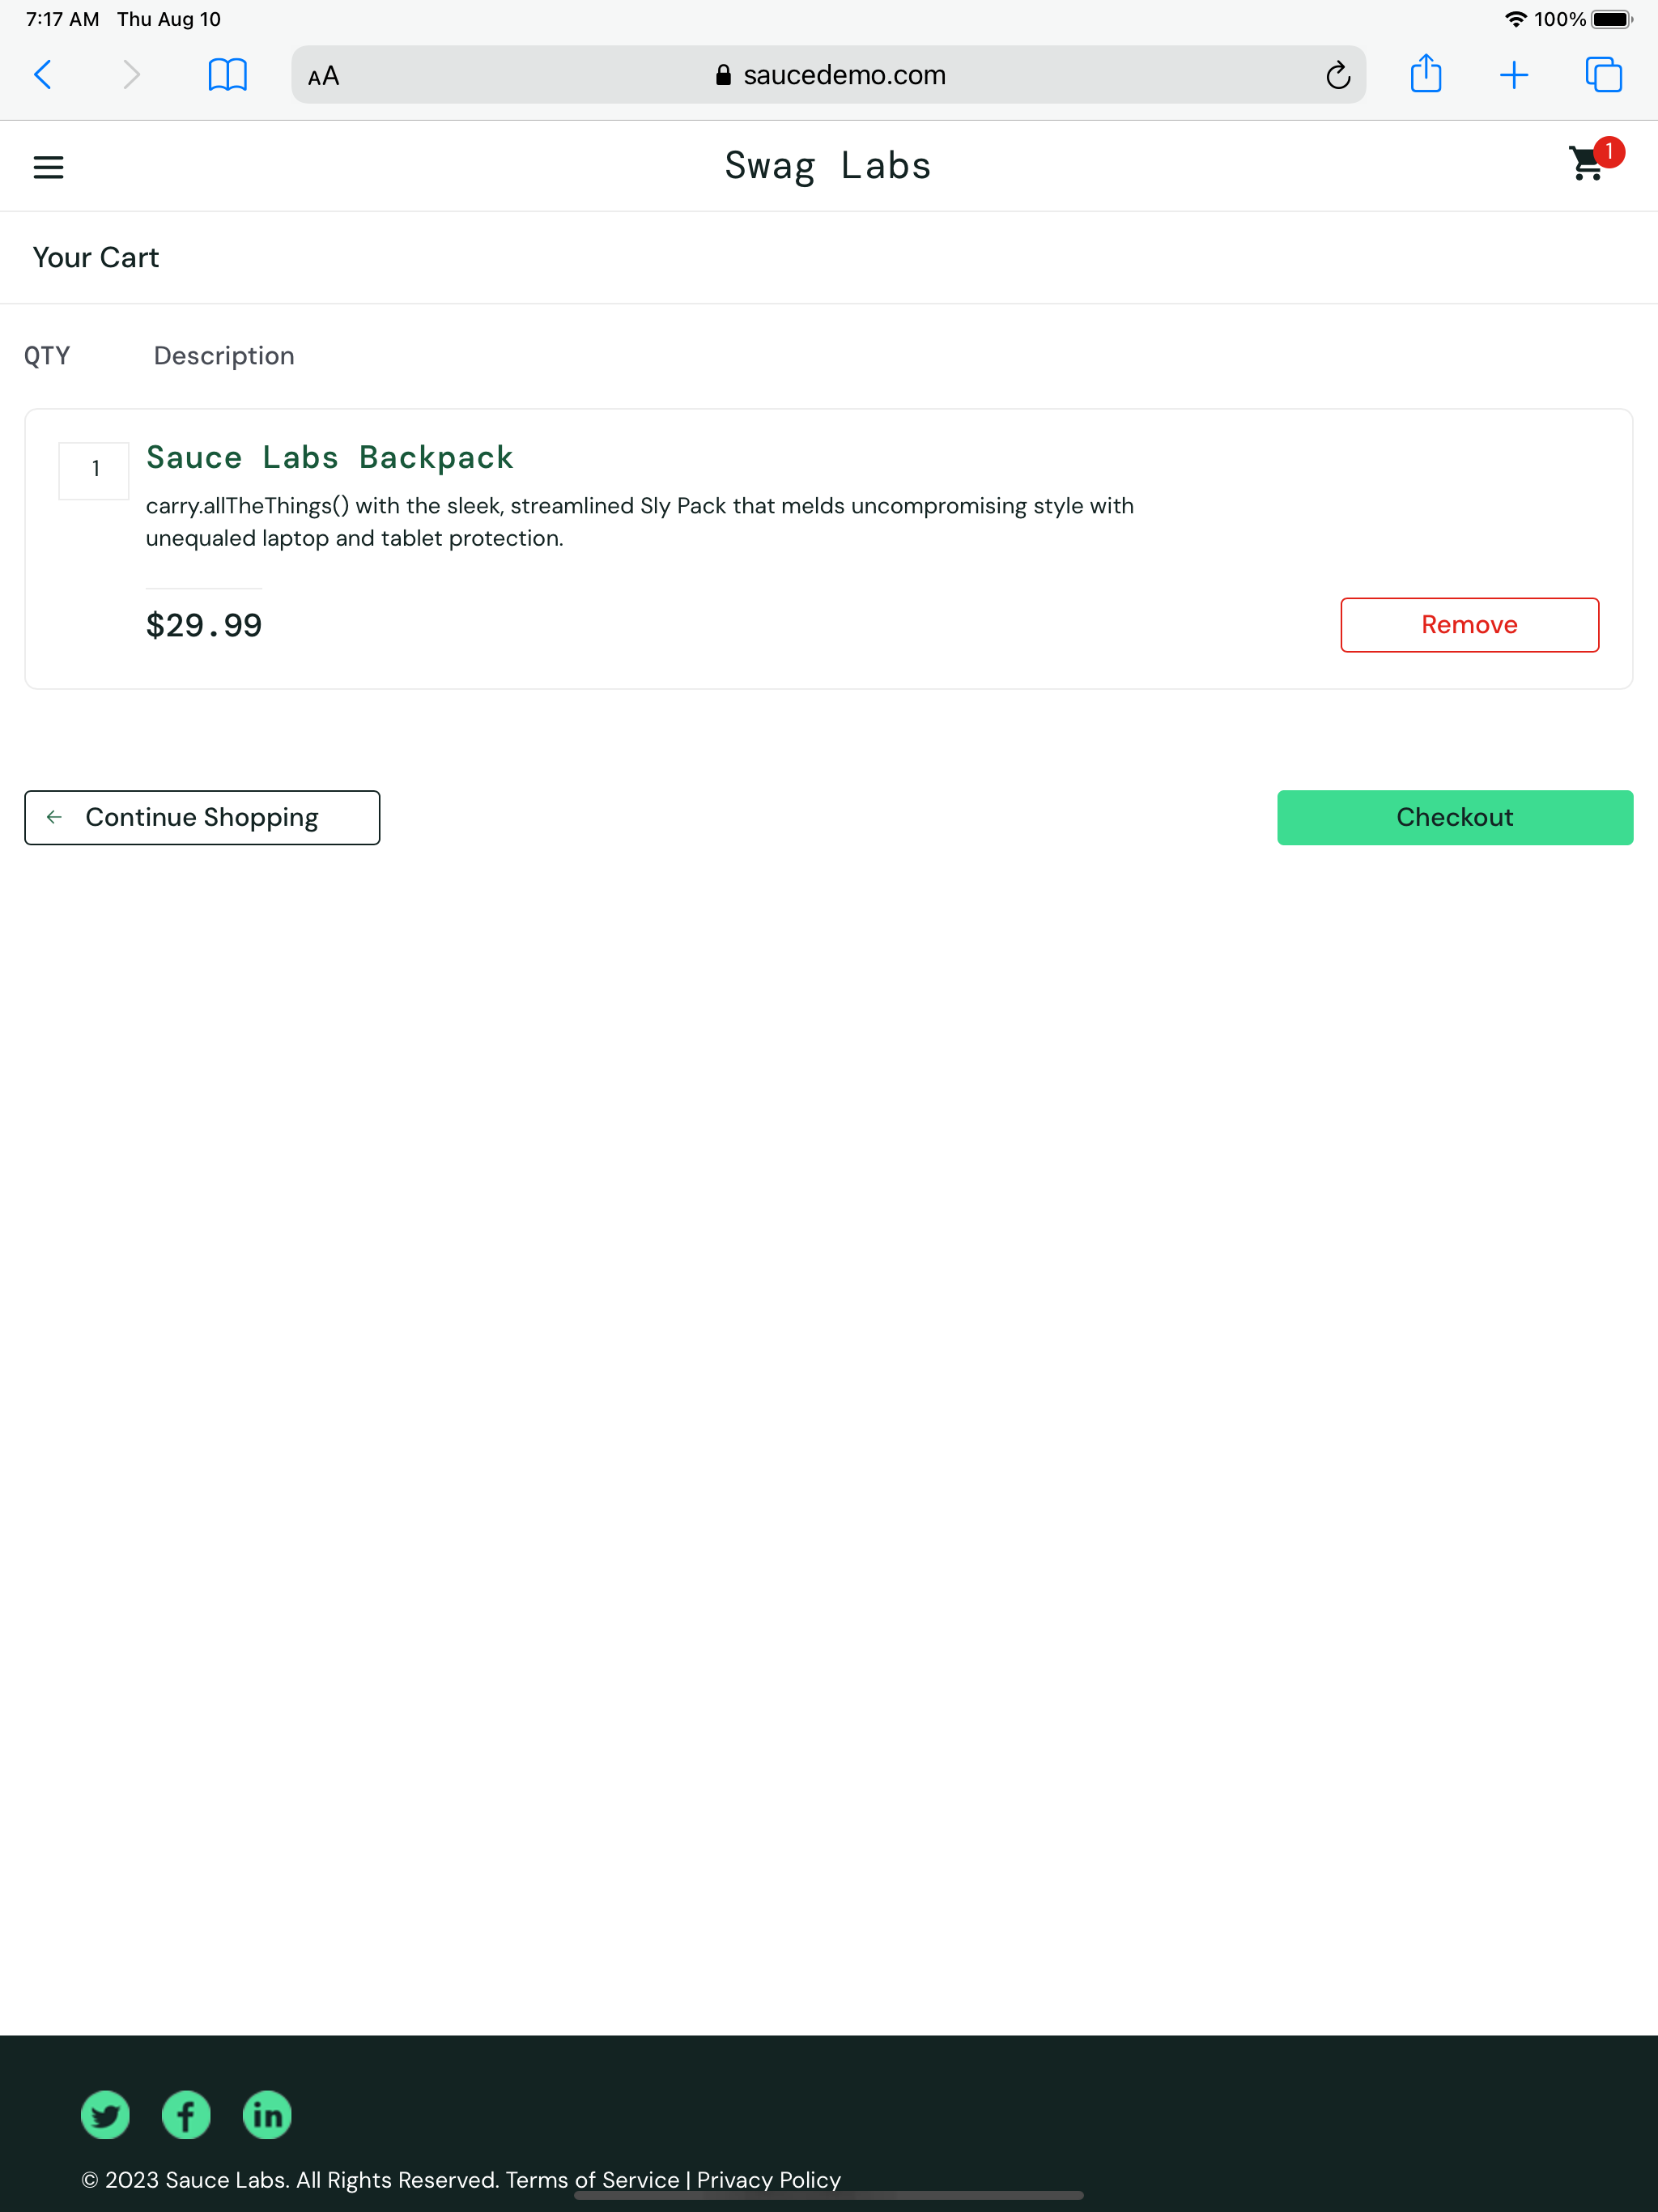 7:17 AM Thu Aug 10 100%
AA saucedemo.com
Swag Labs 1
Your Cart
QTY Description
1 Sauce Labs Backpack
carry.allTheThings() with the sleek, streamlined Sly Pack that melds uncompromising style with
unequaled laptop and tablet protection.
$29.99 Remove
← Continue Shopping Checkout
© 2023 Sauce Labs. All Rights Reserved. Terms of Service | Privacy Policy